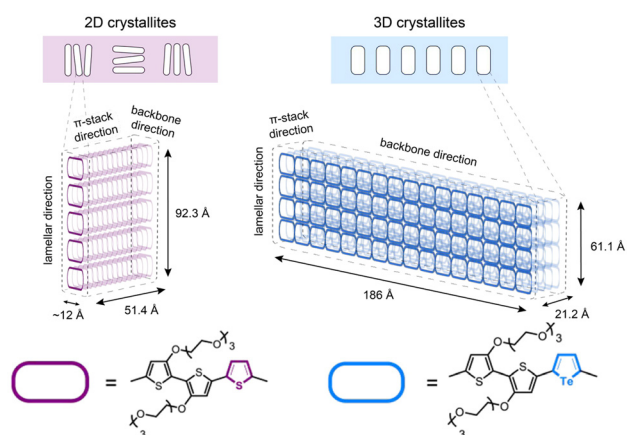 2D crystallites
3D crystallites
π-stack
direction
backbone
direction
lamellar direction
92.3 Å
~12 Å
51.4 Å
π-stack
direction
backbone direction
lamellar direction
61.1 Å
186 Å
21.2 Å
=
O
O
3
S
S
S
O
O
3
=
O
O
3
S
S
Te
O
O
3